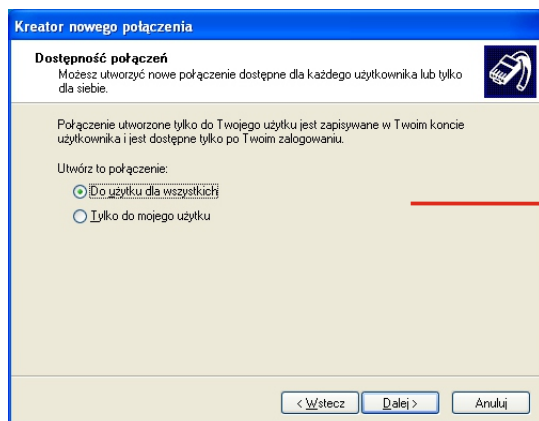 Kreator nowego połączenia
Dostępność połączeń
Możesz utworzyć nowe połączenie dostępne dla każdego użytkownika lub tylko
dla siebie.
Połączenie utworzone tylko do Twojego użytku jest zapisywane w Twoim koncie
użytkownika i jest dostępne tylko po Twoim zalogowaniu.
Utwórz to połączenie:
Do użytku dla wszystkich
Tylko do mojego użytku
< Wstecz Dalej > Anuluj